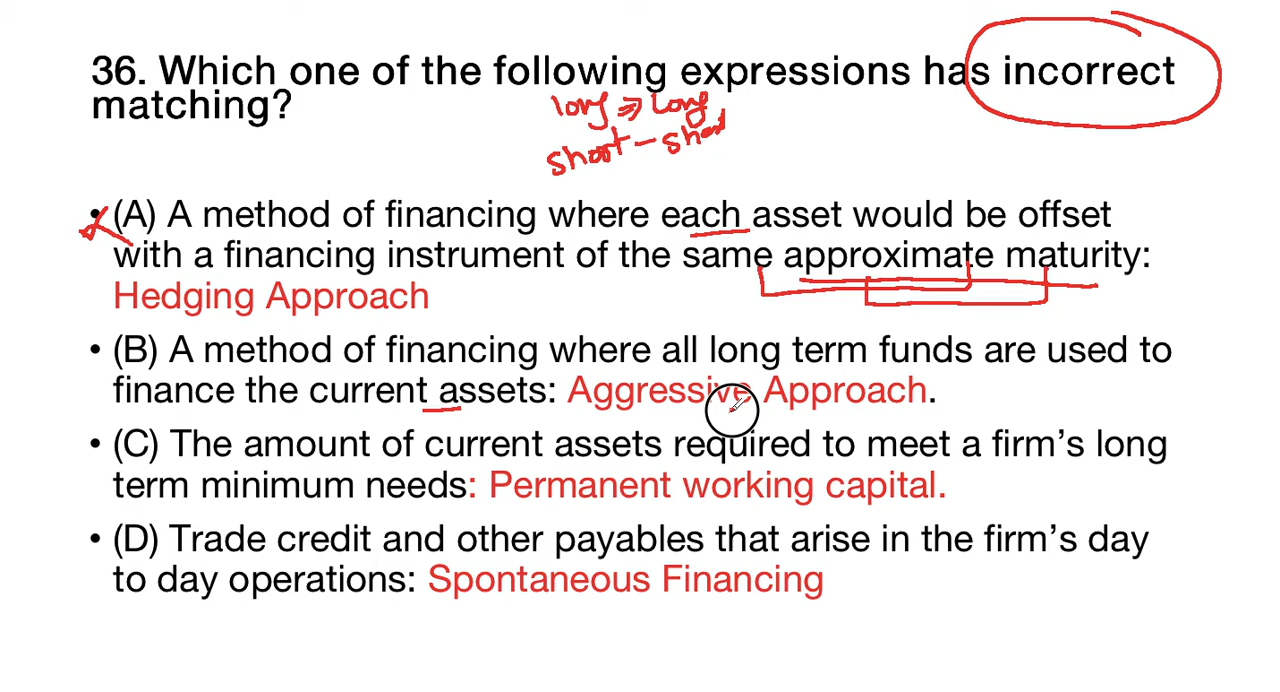 36. Which one of the following expressions has incorrect
matching?
long ⇒ long
short - short
• (A) A method of financing where each asset would be offset
with a financing instrument of the same approximate maturity:
Hedging Approach
• (B) A method of financing where all long term funds are used to
finance the current assets: Aggressive Approach.
• (C) The amount of current assets required to meet a firm's long
term minimum needs: Permanent working capital.
• (D) Trade credit and other payables that arise in the firm's day
to day operations: Spontaneous Financing